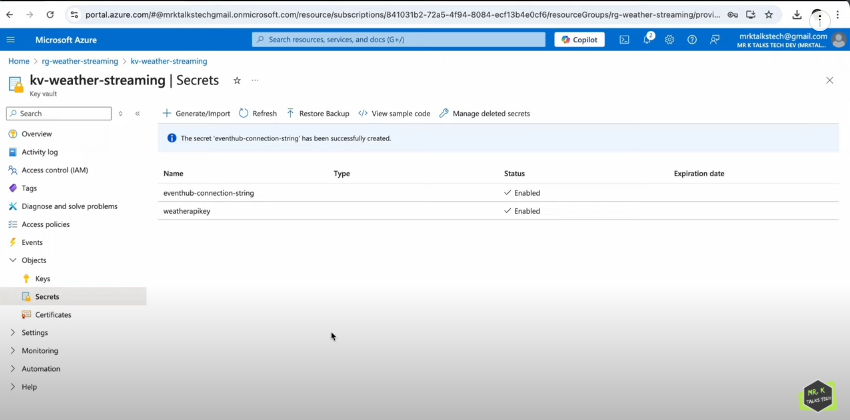 portal.azure.com/#@mrktalkstechgmail.onmicrosoft.com/resource/subscriptions/841031b2-72a5-4f94-8084-ecf13b4e0cf6/resourceGroups/rg-weather-streaming/provi...
Microsoft Azure
Search resources, services, and docs (G+/)
Copilot
2
mrktalkstech@gmail.com
MR K TALKS TECH DEV (MRKTAL...
Home > rg-weather-streaming > kv-weather-streaming
kv-weather-streaming | Secrets
Key vault
Search
Generate/Import
Refresh
Restore Backup
View sample code
Manage deleted secrets
Overview
Activity log
Access control (IAM)
Tags
Diagnose and solve problems
Access policies
Events
Objects
Keys
Secrets
Certificates
Settings
Monitoring
Automation
Help
The secret 'eventhub-connection-string' has been successfully created.
Name Type Status Expiration date
eventhub-connection-string Enabled
weatherapikey Enabled
MR. K
TALKS TECH